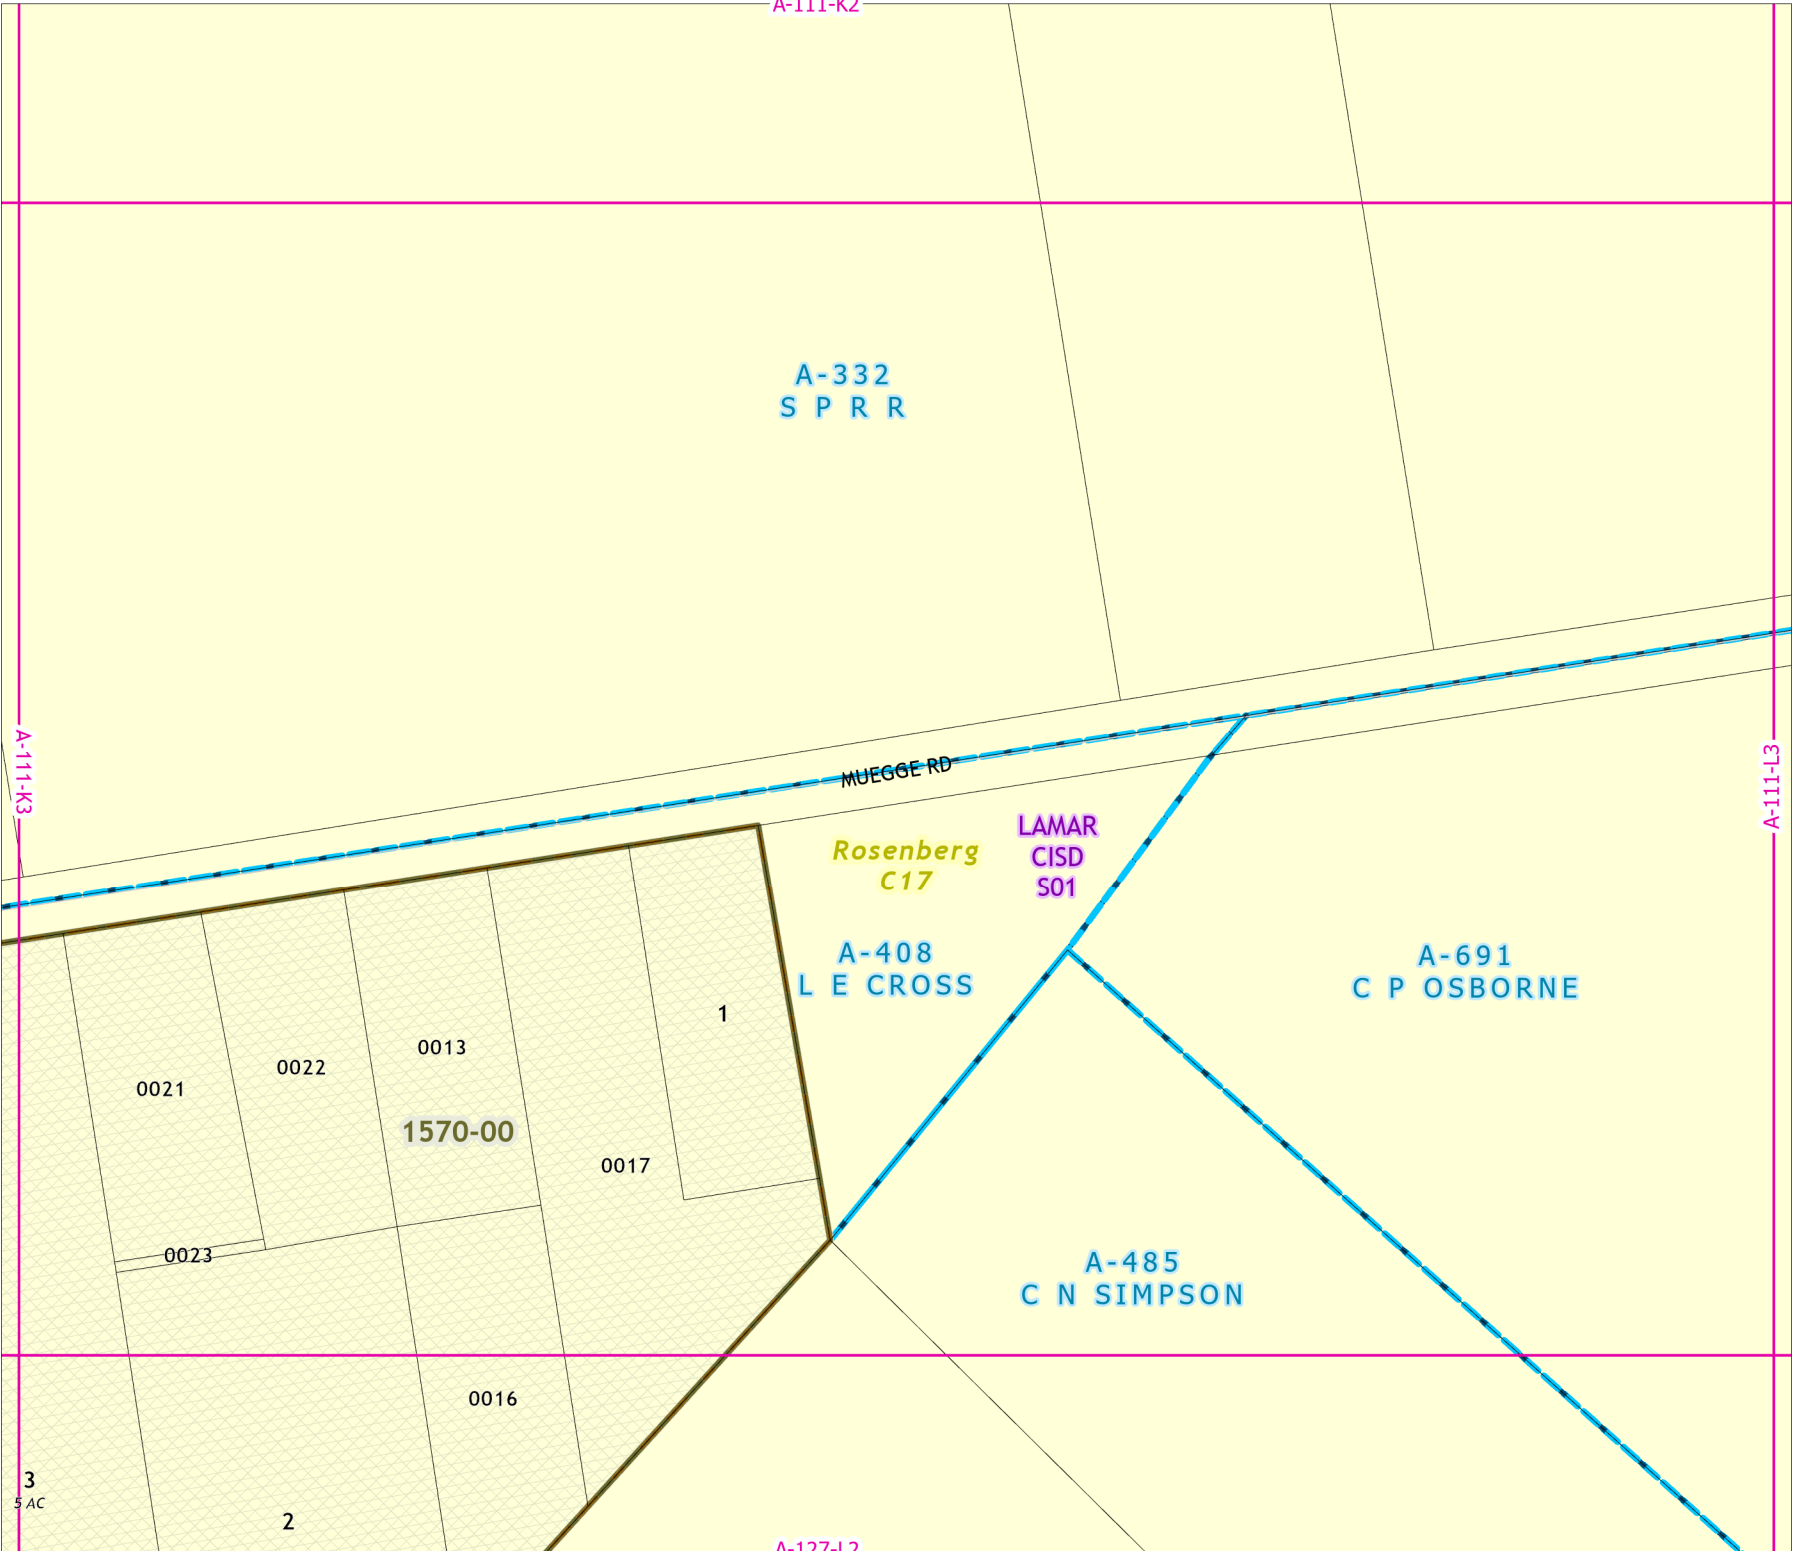 A-111-K2
A-332
S P R R
A-111-K3
A-111-L3
MUEGGE RD
LAMAR
CISD
S01
Rosenberg
C17
A-408
L E CROSS
A-691
C P OSBORNE
1
0013
0022
0021
1570-00
0017
0023
A-485
C N SIMPSON
0016
3
5 AC
2
A-127-L2